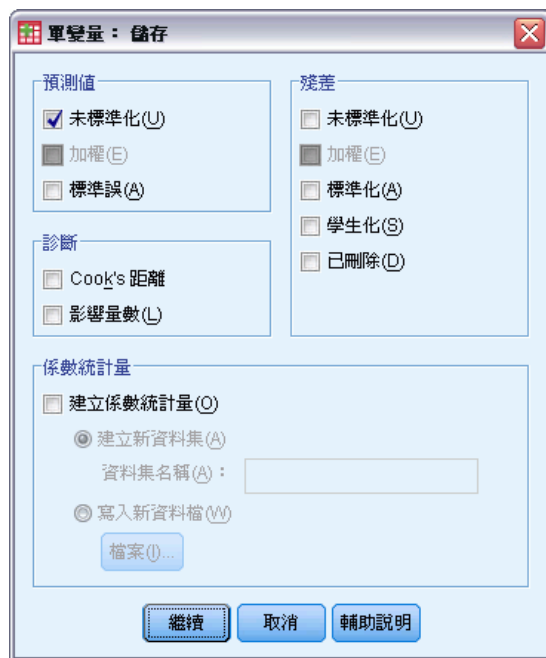 單變量： 儲存
預測值
未標準化(U)
加權(E)
標準誤(A)
診斷
Cook's 距離
影響量數(L)
殘差
未標準化(U)
加權(E)
標準化(A)
學生化(S)
已刪除(D)
係數統計量
建立係數統計量(O)
建立新資料集(A)
資料集名稱(A)：
寫入新資料檔(W)
檔案(I)...
繼續
取消
輔助說明